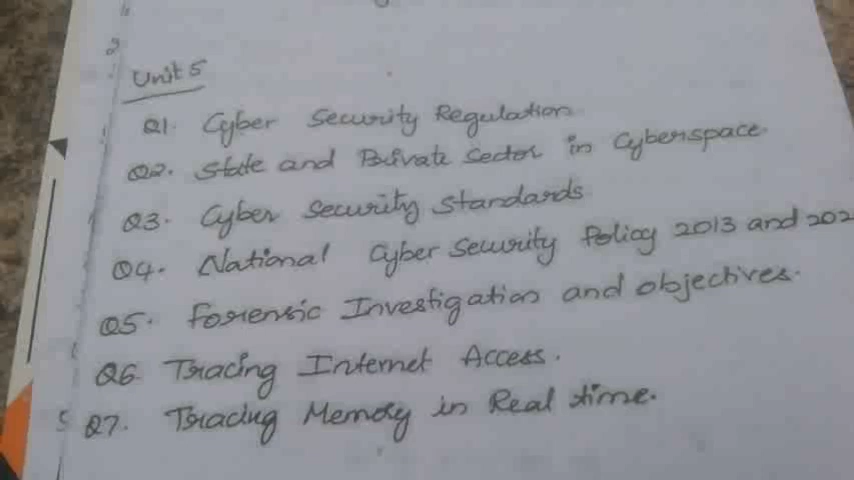 Unit 5
Q1. Cyber Security Regulation
Q2. State and Private Sector in Cyberspace.
Q3. Cyber Security Standards
Q4. National Cyber Security Policy 2013 and 202
Q5. Forensic Investigation and objectives.
Q6 Tracing Internet Access.
Q7. Tracing Memory in Real time.